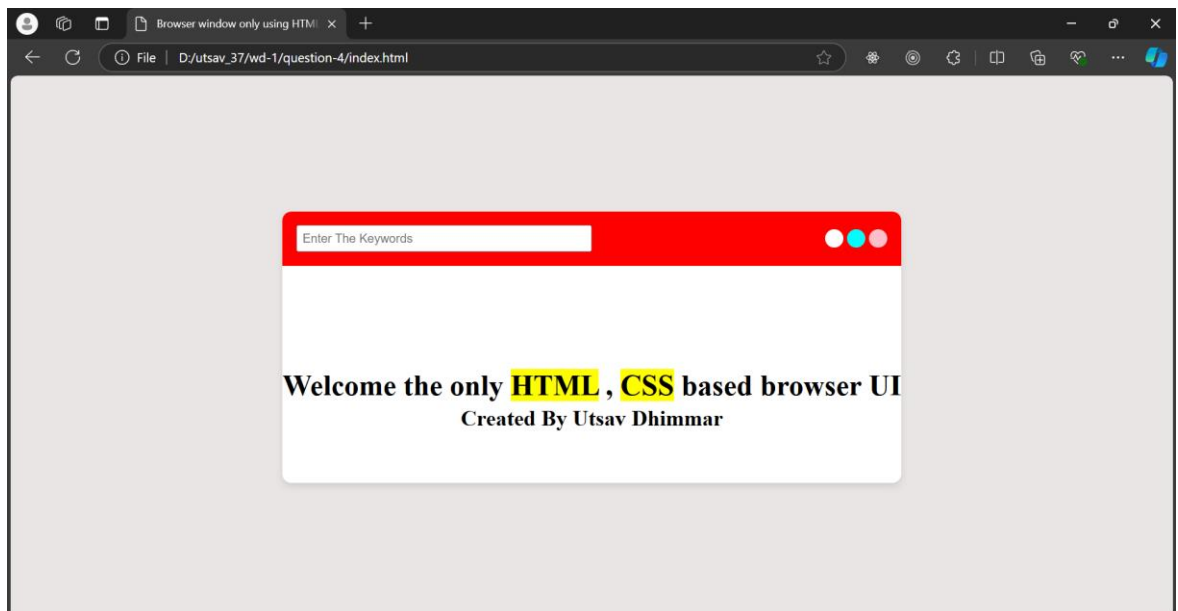 Browser window only using HTML
File | D:/utsav_37/wd-1/question-4/index.html
Enter The Keywords
Welcome the only HTML , CSS based browser UI
Created By Utsav Dhimmar